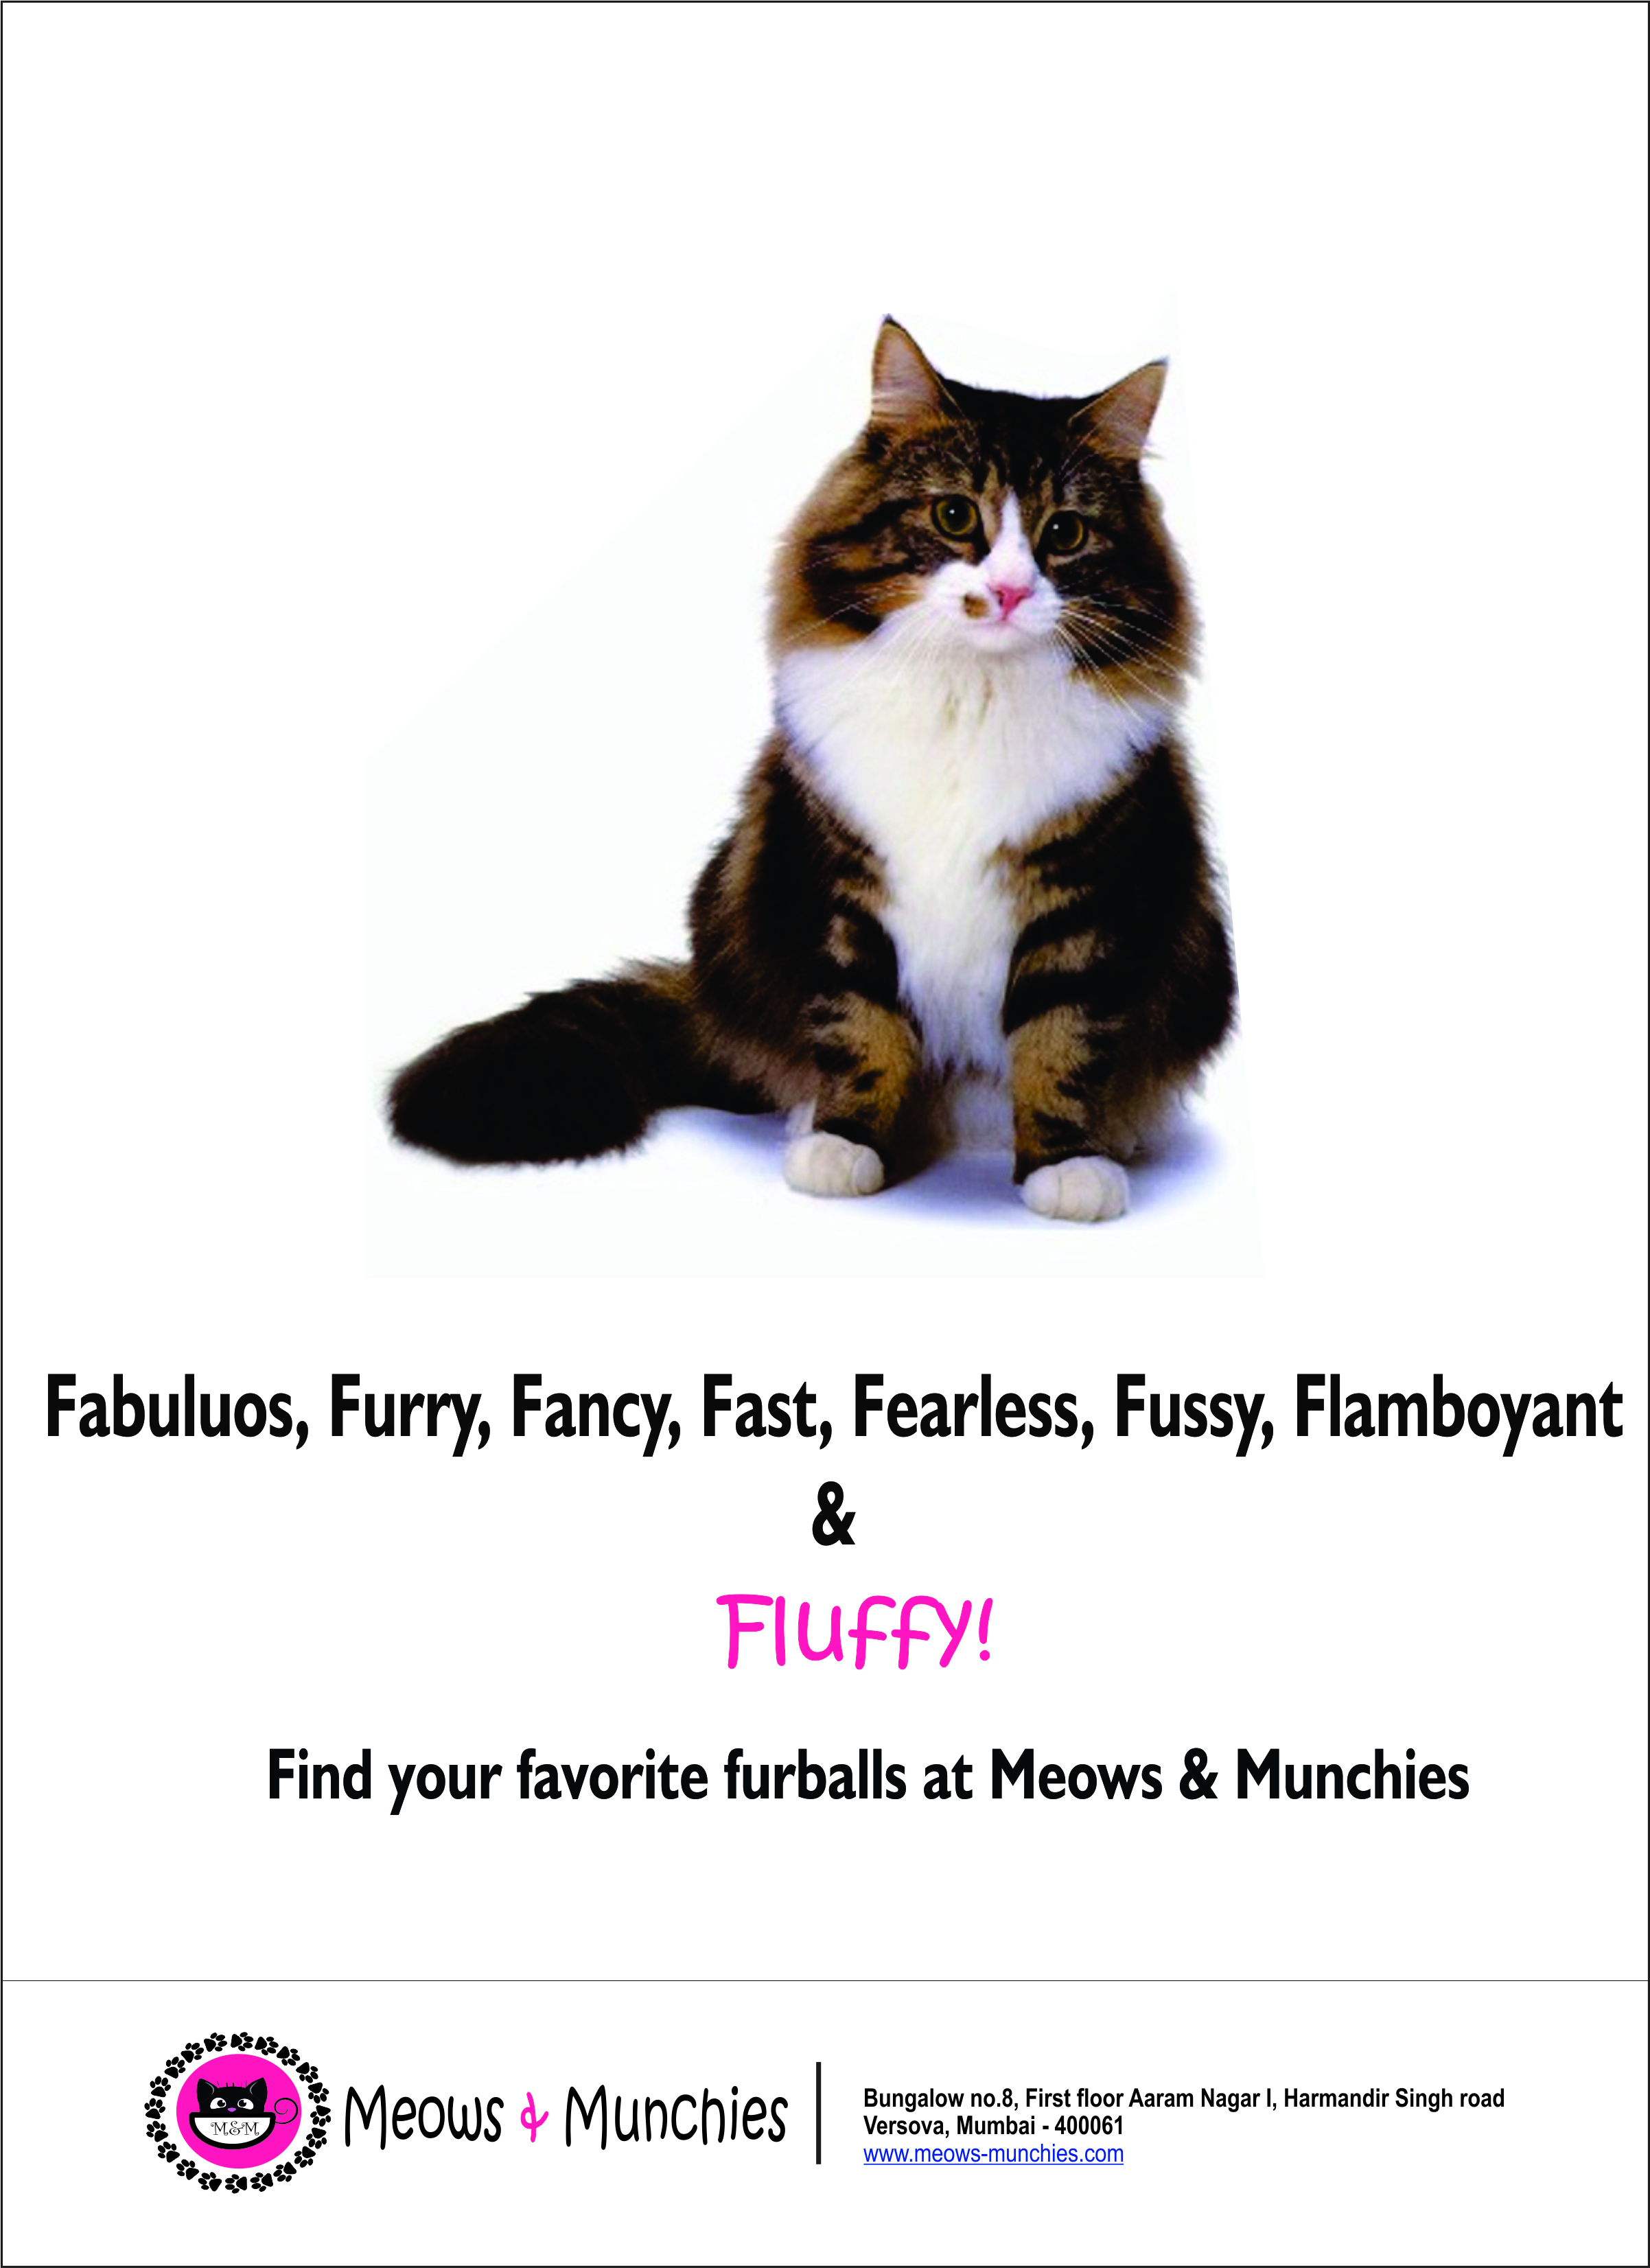 Fabuluos, Furry, Fancy, Fast, Fearless, Fussy, Flamboyant
&
Fluffy!
Find your favorite furballs at Meows & Munchies
M&M
Meows & Munchies
Bungalow no.8, First floor Aaram Nagar I, Harmandir Singh road
Versova, Mumbai - 400061
www.meows-munchies.com